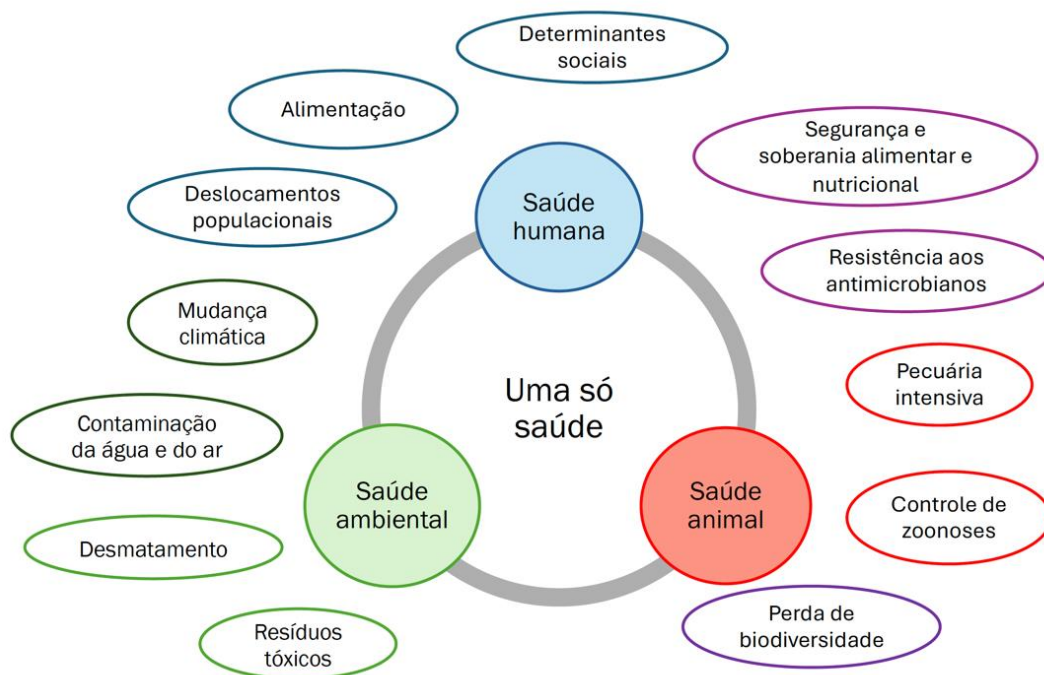 Determinantes
sociais
Alimentação
Segurança e
soberania alimentar e
nutricional
Deslocamentos
populacionais
Saúde
humana
Resistência aos
antimicrobianos
Mudança
climática
Pecuária
intensiva
Uma só
saúde
Contaminação
da água e do ar
Saúde
ambiental
Saúde
animal
Controle de
zoonoses
Desmatamento
Perda de
biodiversidade
Resíduos
tóxicos